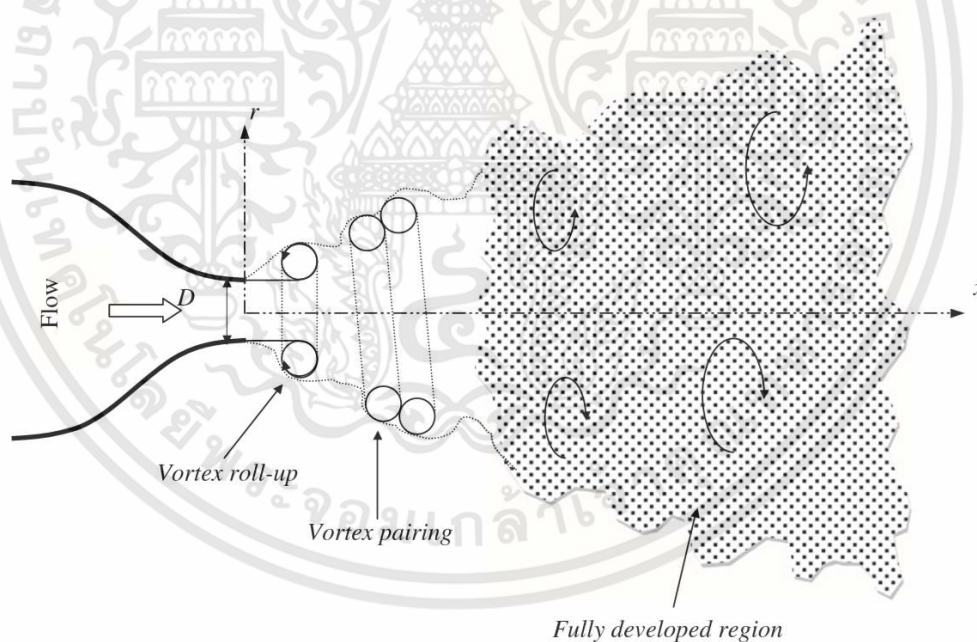 r
x
D
Flow
Vortex roll-up
Vortex pairing
Fully developed region